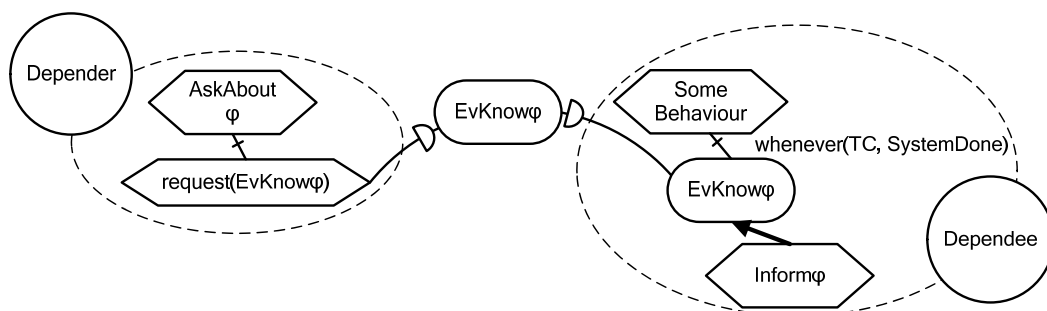 Depender
AskAbout
φ
request(EvKnowφ)
EvKnowφ
Some
Behaviour
whenever(TC, SystemDone)
EvKnowφ
Informφ
Dependee